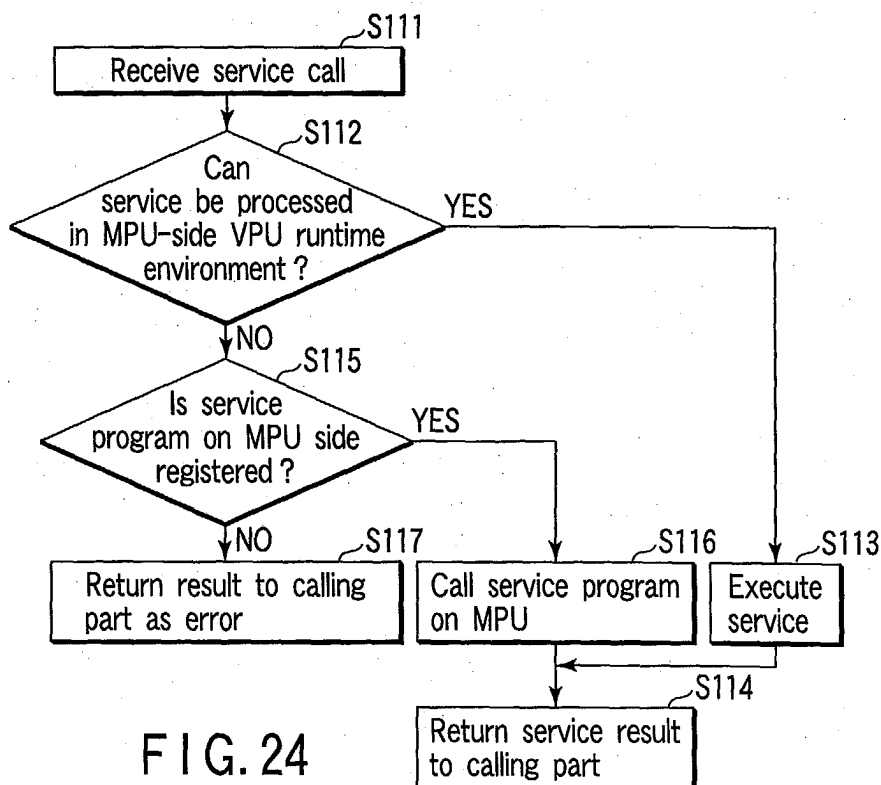 S111
Receive service call
S112
Can
service be processed
in MPU-side VPU runtime
environment?
YES
NO
S115
Is service
program on MPU side
registered?
YES
NO
S117
Return result to calling
part as error
S116
Call service program
on MPU
S113
Execute
service
S114
Return service result
to calling part
FIG. 24